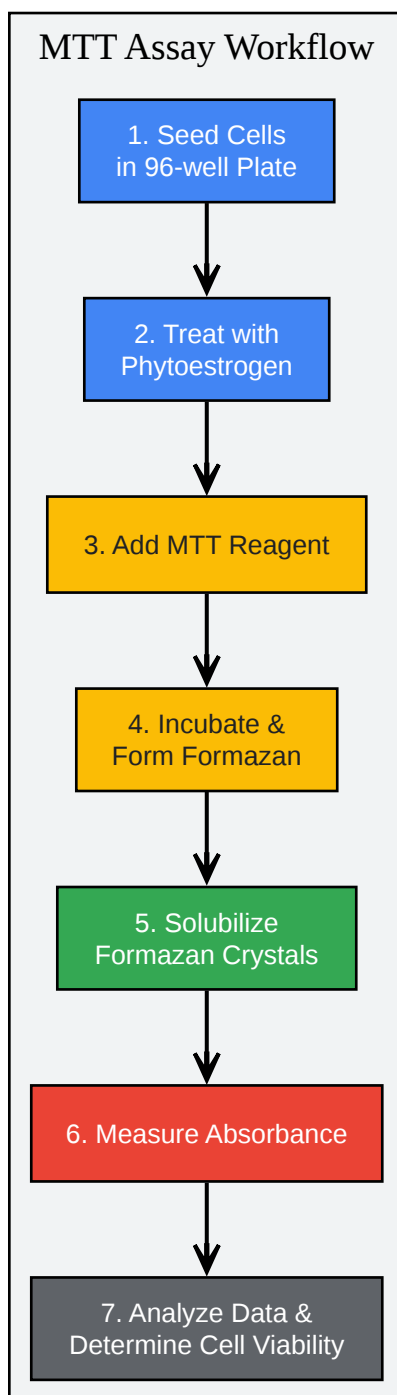 MTT Assay Workflow
1. Seed Cells
in 96-well Plate
2. Treat with
Phytoestrogen
3. Add MTT Reagent
4. Incubate &
Form Formazan
5. Solubilize
Formazan Crystals
6. Measure Absorbance
7. Analyze Data &
Determine Cell Viability